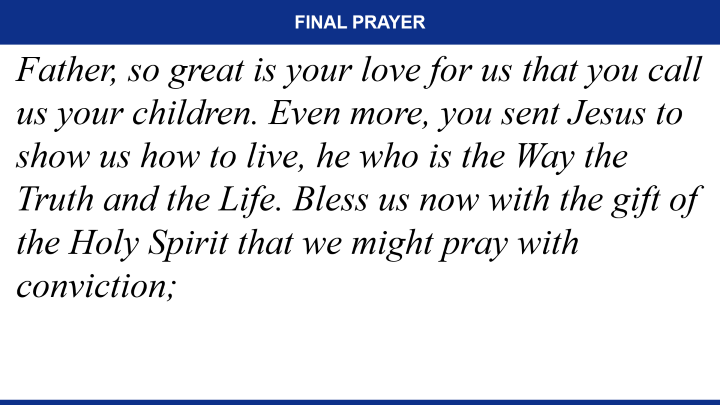 FINAL PRAYER
Father, so great is your love for us that you call
us your children. Even more, you sent Jesus to
show us how to live, he who is the Way the
Truth and the Life. Bless us now with the gift of
the Holy Spirit that we might pray with
conviction;